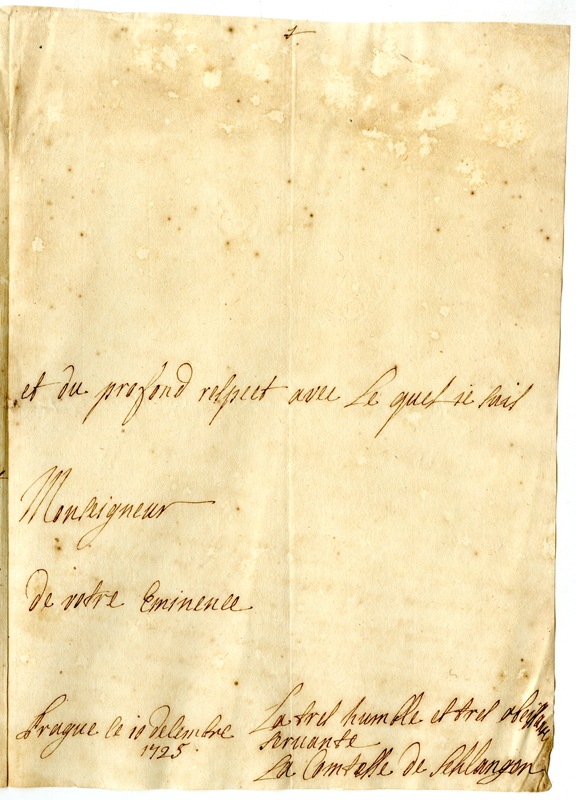 et du profond respect avec Le quel ie suis
Monseigneur
de votre Eminence
Prague ce 10 decembre
1725
La tres humble et tres obeissante
servante
La Comtesse de Schlangen